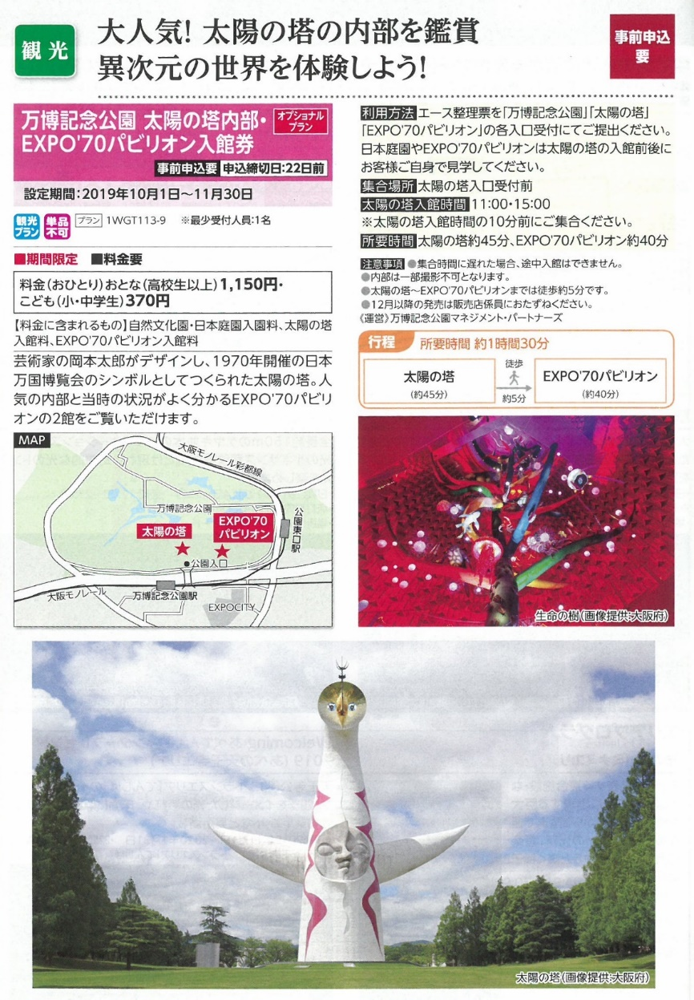 観光
大人気! 太陽の塔の内部を鑑賞
異次元の世界を体験しよう!
事前申込
要
万博記念公園 太陽の塔内部・
EXPO'70パビリオン入館券
オプショナル
プラン
事前申込要 申込締切日:22日前
設定期間:2019年10月1日〜11月30日
観光
プラン
単品
不可
プラン 1WGT113-9 ※最少受付人員:1名
■期間限定 ■料金要
料金(おひとり)おとな(高校生以上)1,150円・
こども(小・中学生)370円
【料金に含まれるもの】自然文化園・日本庭園入園料、太陽の塔
入館料、EXPO'70パビリオン入館料
芸術家の岡本太郎がデザインし、1970年開催の日本
万国博覧会のシンボルとしてつくられた太陽の塔。人
気の内部と当時の状況がよく分かるEXPO'70パビリ
オンの2館をご覧いただけます。
MAP
大阪モノレール彩都線
万博記念公園
太陽の塔
EXPO'70
パビリオン
公園東口駅
公園入口
大阪モノレール
万博記念公園駅
EXPOCITY
利用方法 エース整理票を「万博記念公園」「太陽の塔」
「EXPO'70パビリオン」の各入口受付にてご提出ください。
日本庭園やEXPO'70パビリオンは太陽の塔の入館前後に
お客様ご自身で見学してください。
集合場所 太陽の塔入口受付前
太陽の塔入館時間 11:00・15:00
※太陽の塔入館時間の10分前にご集合ください。
所要時間 太陽の塔約45分、EXPO'70パビリオン約40分
注意事項 ●集合時間に遅れた場合、途中入館はできません。
●内部は一部撮影不可となります。
●太陽の塔〜EXPO'70パビリオンまでは徒歩約5分です。
●12月以降の発売は販売店係員におたずねください。
《運営》万博記念公園マネジメント・パートナーズ
行程 所要時間 約1時間30分
太陽の塔
(約45分)
徒歩
約5分
EXPO'70パビリオン
(約40分)
生命の樹(画像提供:大阪府)
太陽の塔(画像提供:大阪府)